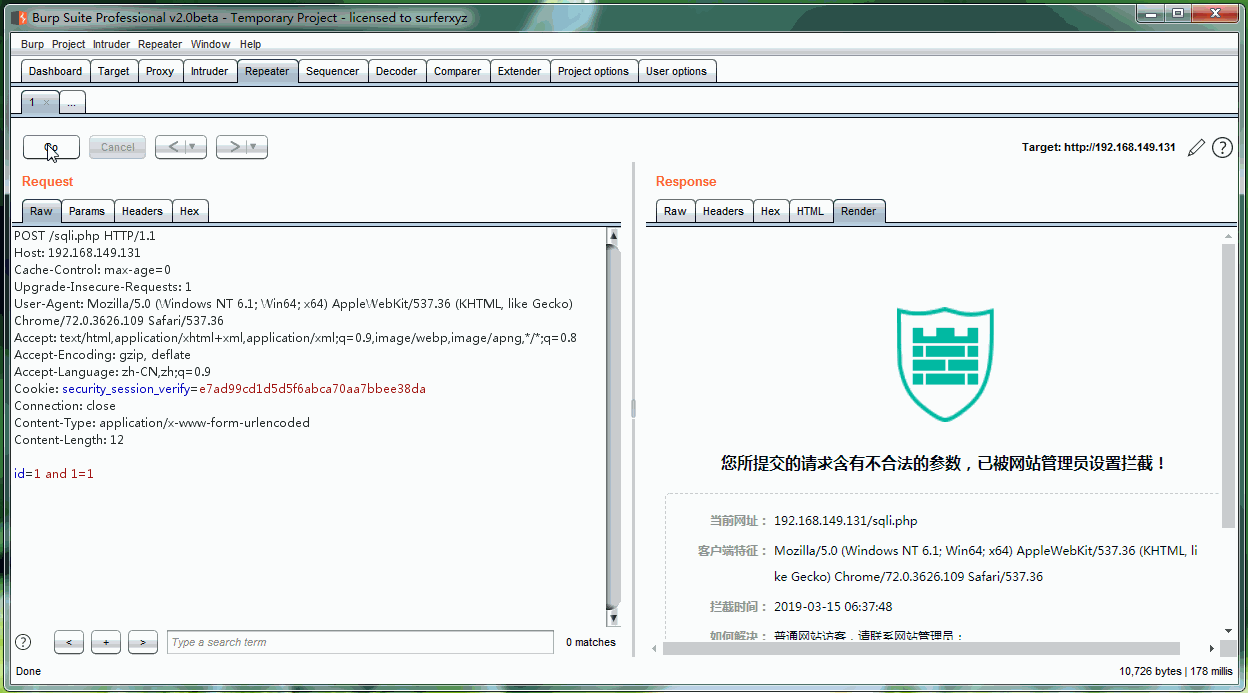 Burp Suite Professional v2.0beta - Temporary Project - licensed to surferxyz
Burp Project Intruder Repeater Window Help
Dashboard Target Proxy Intruder Repeater Sequencer Decoder Comparer Extender Project options User options
1 × ...
Go Cancel < > Target: http://192.168.149.131 ?
Request
Raw Params Headers Hex
POST /sqli.php HTTP/1.1
Host: 192.168.149.131
Cache-Control: max-age=0
Upgrade-Insecure-Requests: 1
User-Agent: Mozilla/5.0 (Windows NT 6.1; Win64; x64) AppleWebKit/537.36 (KHTML, like Gecko)
Chrome/72.0.3626.109 Safari/537.36
Accept: text/html,application/xhtml+xml,application/xml;q=0.9,image/webp,image/apng,*/*;q=0.8
Accept-Encoding: gzip, deflate
Accept-Language: zh-CN,zh;q=0.9
Cookie: security_session_verify=e7ad99cd1d5d5f6abca70aa7bbee38da
Connection: close
Content-Type: application/x-www-form-urlencoded
Content-Length: 12
id=1 and 1=1
? < + > Type a search term 0 matches
Response
Raw Headers Hex HTML Render
您所提交的请求含有不合法的参数，已被网站管理员设置拦截！
当前网址： 192.168.149.131/sqli.php
客户端特征： Mozilla/5.0 (Windows NT 6.1; Win64; x64) AppleWebKit/537.36 (KHTML, li
ke Gecko) Chrome/72.0.3626.109 Safari/537.36
拦截时间： 2019-03-15 06:37:48
如何解决： 普通网站访客，请联系网站管理员；
Done 10,726 bytes | 178 millis